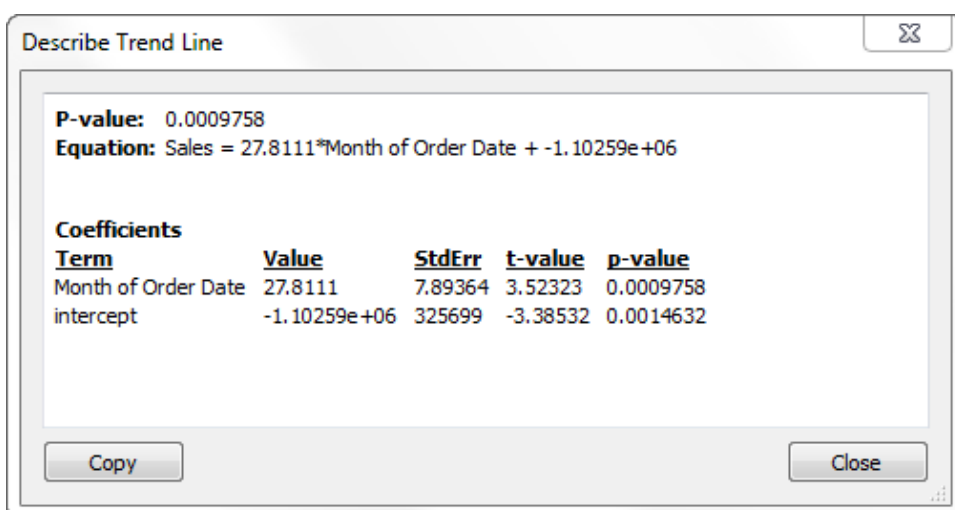 Describe Trend Line
P-value: 0.0009758
Equation: Sales = 27.8111*Month of Order Date + -1.10259e+06
Coefficients
Term Value StdErr t-value p-value
Month of Order Date 27.8111 7.89364 3.52323 0.0009758
intercept -1.10259e+06 325699 -3.38532 0.0014632
Copy Close